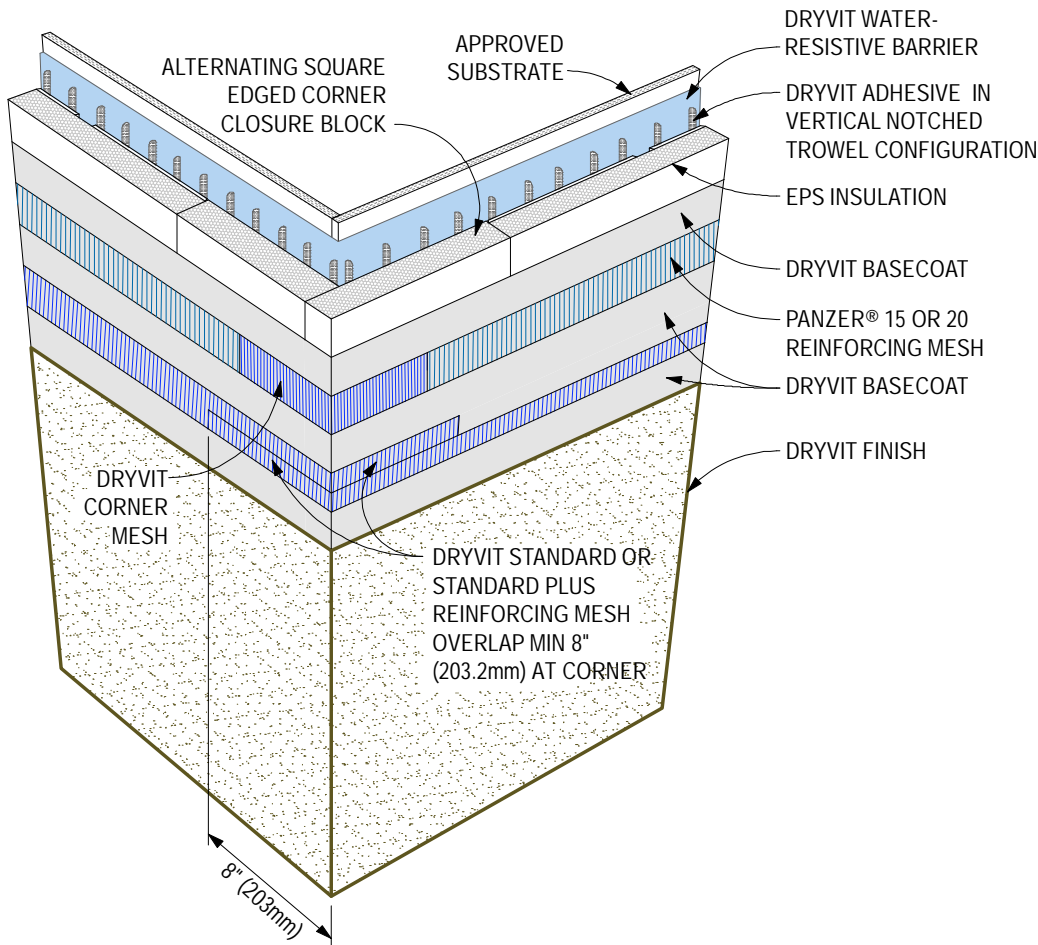 DRYVIT WATER-
RESISTIVE BARRIER
APPROVED
SUBSTRATE
ALTERNATING SQUARE
EDGED CORNER
CLOSURE BLOCK
DRYVIT ADHESIVE IN
VERTICAL NOTCHED
TROWEL CONFIGURATION
EPS INSULATION
DRYVIT BASECOAT
PANZER® 15 OR 20
REINFORCING MESH
DRYVIT BASECOAT
DRYVIT FINISH
DRYVIT
CORNER
MESH
DRYVIT STANDARD OR
STANDARD PLUS
REINFORCING MESH
OVERLAP MIN 8"
(203.2mm) AT CORNER
8" (203mm)